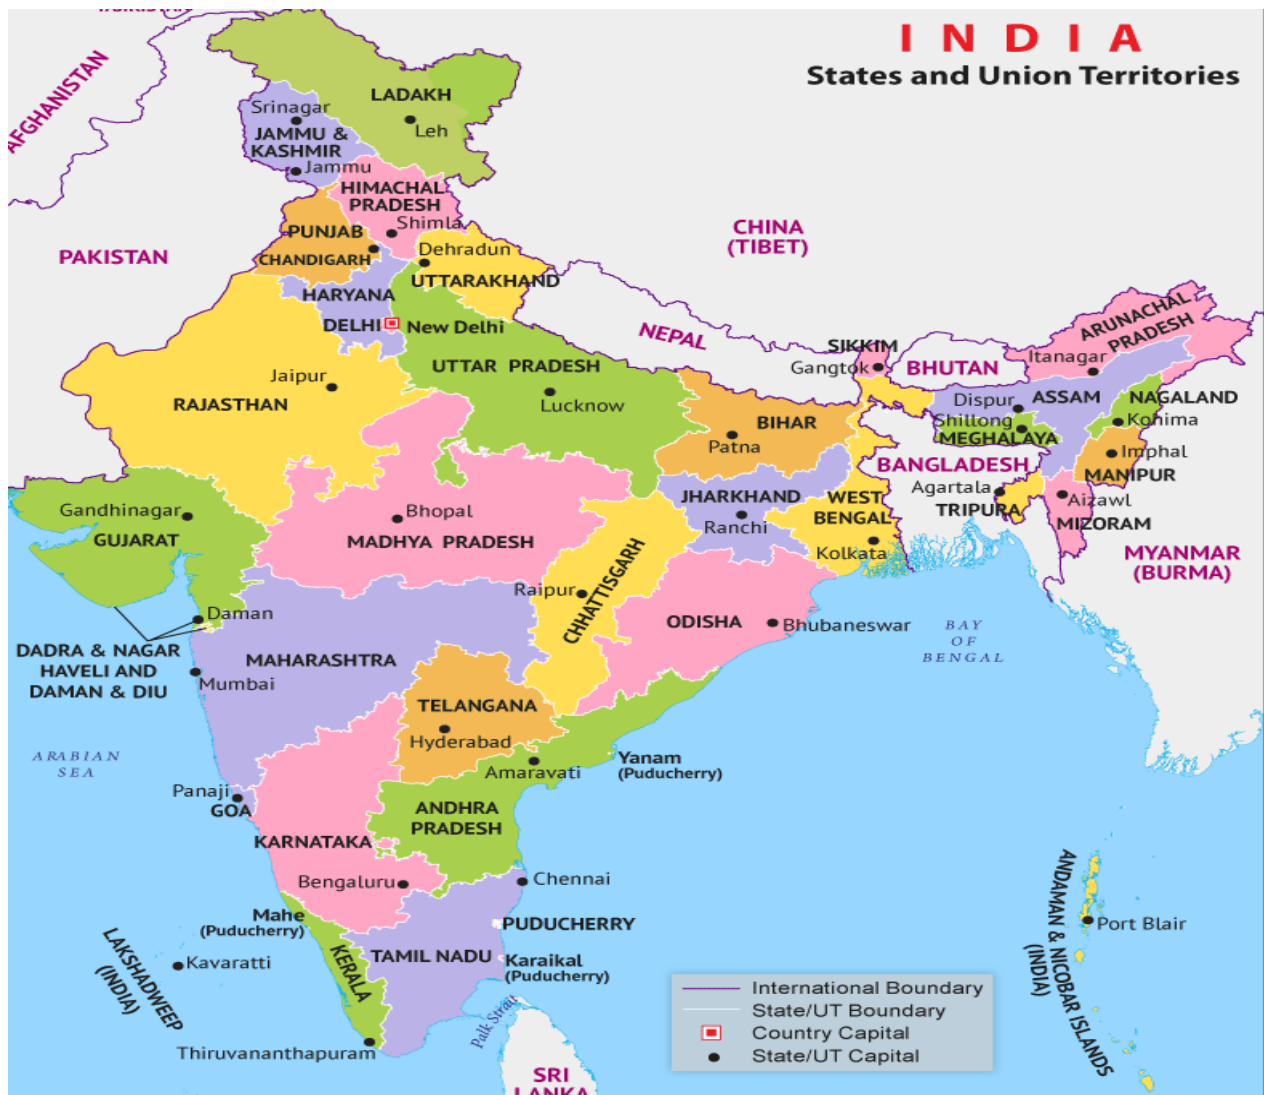 INDIA
States and Union Territories
AFGHANISTAN
PAKISTAN
CHINA
(TIBET)
NEPAL
BHUTAN
BANGLADESH
MYANMAR
(BURMA)
SRI
LANKA
LADAKH
Leh
Srinagar
JAMMU &
KASHMIR
Jammu
HIMACHAL
PRADESH
Shimla
PUNJAB
CHANDIGARH
Dehradun
UTTARAKHAND
HARYANA
DELHI
New Delhi
UTTAR PRADESH
Lucknow
Jaipur
RAJASTHAN
SIKKIM
Gangtok
ARUNACHAL
PRADESH
Itanagar
Dispur
ASSAM
NAGALAND
Kohima
Shillong
MEGHALAYA
Imphal
MANIPUR
Agartala
TRIPURA
Aizawl
MIZORAM
BIHAR
Patna
JHARKHAND
Ranchi
WEST
BENGAL
Kolkata
Gandhinagar
GUJARAT
Bhopal
MADHYA PRADESH
Raipur
CHHATTISGARH
ODISHA
Bhubaneswar
Daman
DADRA & NAGAR
HAVELI AND
DAMAN & DIU
MAHARASHTRA
Mumbai
TELANGANA
Hyderabad
Amaravati
Yanam
(Puducherry)
ANDHRA
PRADESH
Panaji
GOA
KARNATAKA
Bengaluru
Chennai
Mahe
(Puducherry)
PUDUCHERRY
KERALA
TAMIL NADU
Karaikal
(Puducherry)
Thiruvananthapuram
LAKSHADWEEP
(INDIA)
Kavaratti
ANDAMAN & NICOBAR ISLANDS
(INDIA)
Port Blair
ARABIAN
SEA
BAY
OF
BENGAL
Palk Strait
International Boundary
State/UT Boundary
Country Capital
State/UT Capital